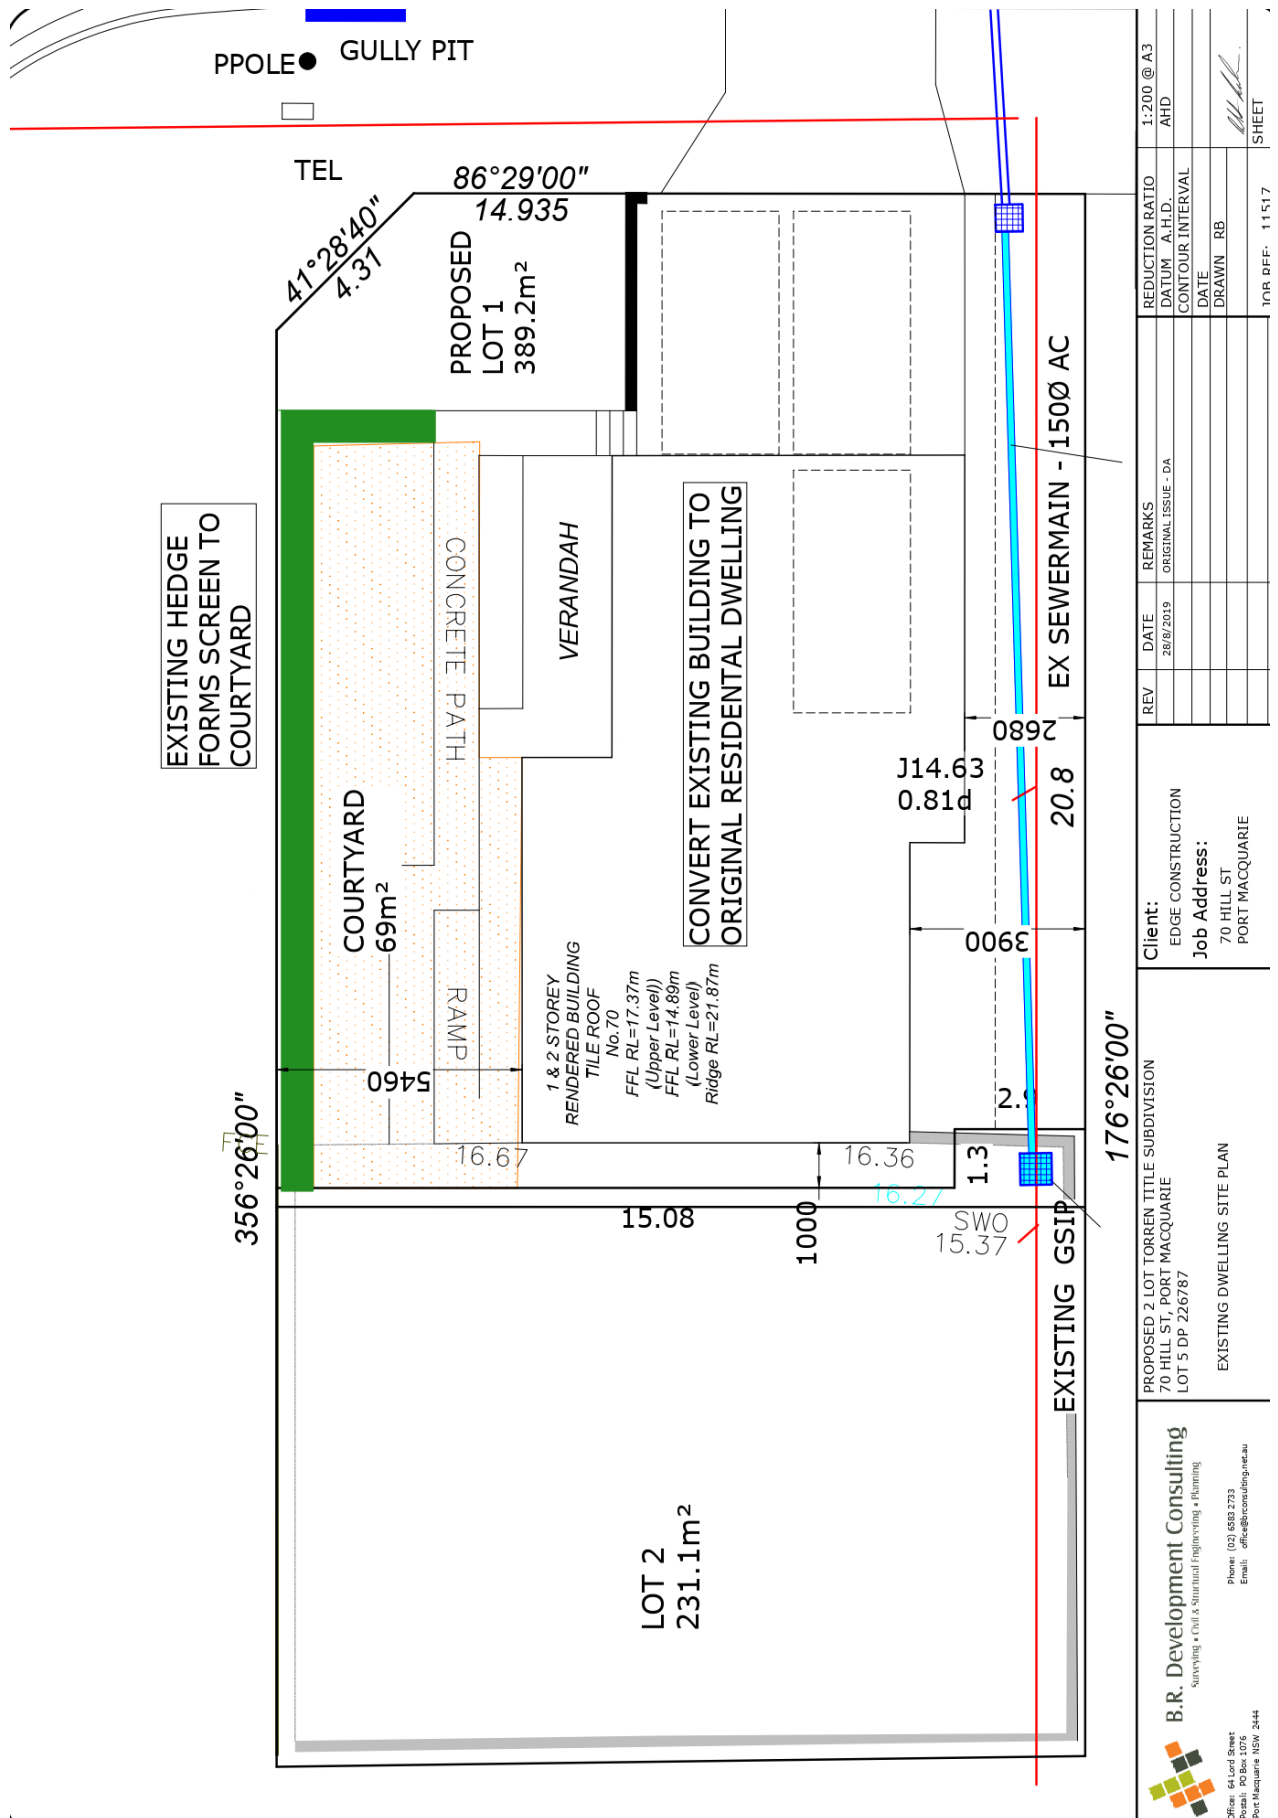 PPOLE
GULLY PIT
TEL
86°29'00"
14.935
41°28'40"
4.31
PROPOSED
LOT 1
389.2m²
EXISTING HEDGE
FORMS SCREEN TO
COURTYARD
CONCRETE PATH
VERANDAH
CONVERT EXISTING BUILDING TO
ORIGINAL RESIDENTAL DWELLING
EX SEWERMAIN - 150Ø AC
2680
J14.63
0.81d
20.8
COURTYARD
69m²
RAMP
3900
5460
1 & 2 STOREY
RENDERED BUILDING
TILE ROOF
No.70
FFL RL=17.37m
(Upper Level))
FFL RL=14.89m
(Lower Level)
Ridge RL=21.87m
356°26'00"
176°26'00"
16.67
16.36
16.27
1.3
15.08
1000
SWO
15.37
EXISTING GSIP
LOT 2
231.1m²
REDUCTION RATIO 1:200 @ A3
DATUM A.H.D. AHD
CONTOUR INTERVAL
DATE
DRAWN RB
SHEET
JOB REF: 11517
REV DATE REMARKS
28/8/2019 ORIGINAL ISSUE - DA
Client:
EDGE CONSTRUCTION
Job Address:
70 HILL ST
PORT MACQUARIE
PROPOSED 2 LOT TORREN TITLE SUBDIVISION
70 HILL ST, PORT MACQUARIE
LOT 5 DP 226787
EXISTING DWELLING SITE PLAN
B.R. Development Consulting
Surveying • Civil & Structural Engineering • Planning
Office: 64 Lord Street
Postal: PO Box 1076
Port Macquarie NSW 2444
Phone: (02) 6583 2733
Email: office@brconsulting.net.au